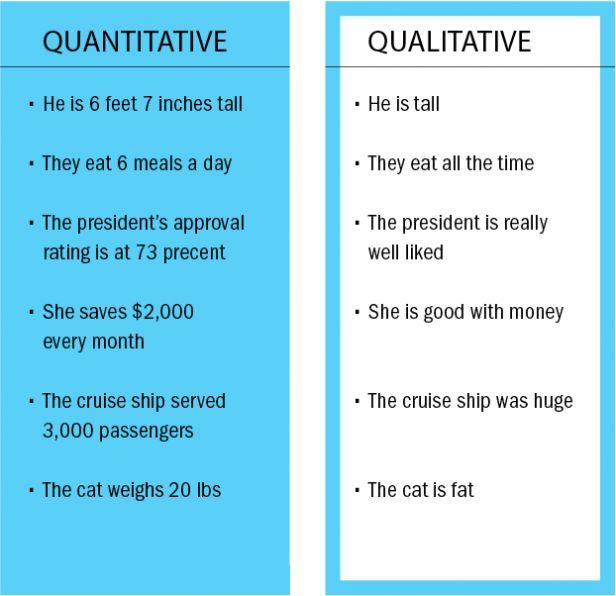 QUANTITATIVE
· He is 6 feet 7 inches tall
· They eat 6 meals a day
· The president’s approval
rating is at 73 precent
· She saves $2,000
every month
· The cruise ship served
3,000 passengers
· The cat weighs 20 lbs
QUALITATIVE
· He is tall
· They eat all the time
· The president is really
well liked
· She is good with money
· The cruise ship was huge
· The cat is fat